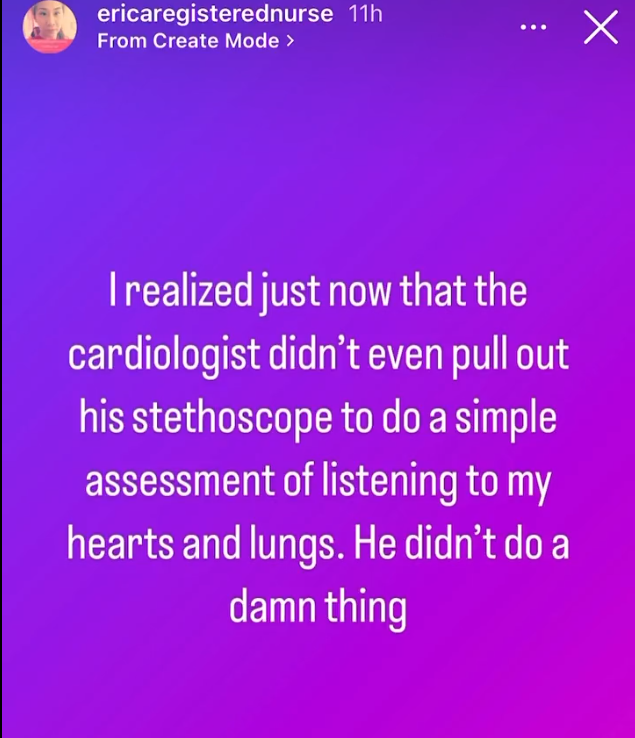 ericaregisterednurse 11h
From Create Mode >
I realized just now that the
cardiologist didn't even pull out
his stethoscope to do a simple
assessment of listening to my
hearts and lungs. He didn't do a
damn thing